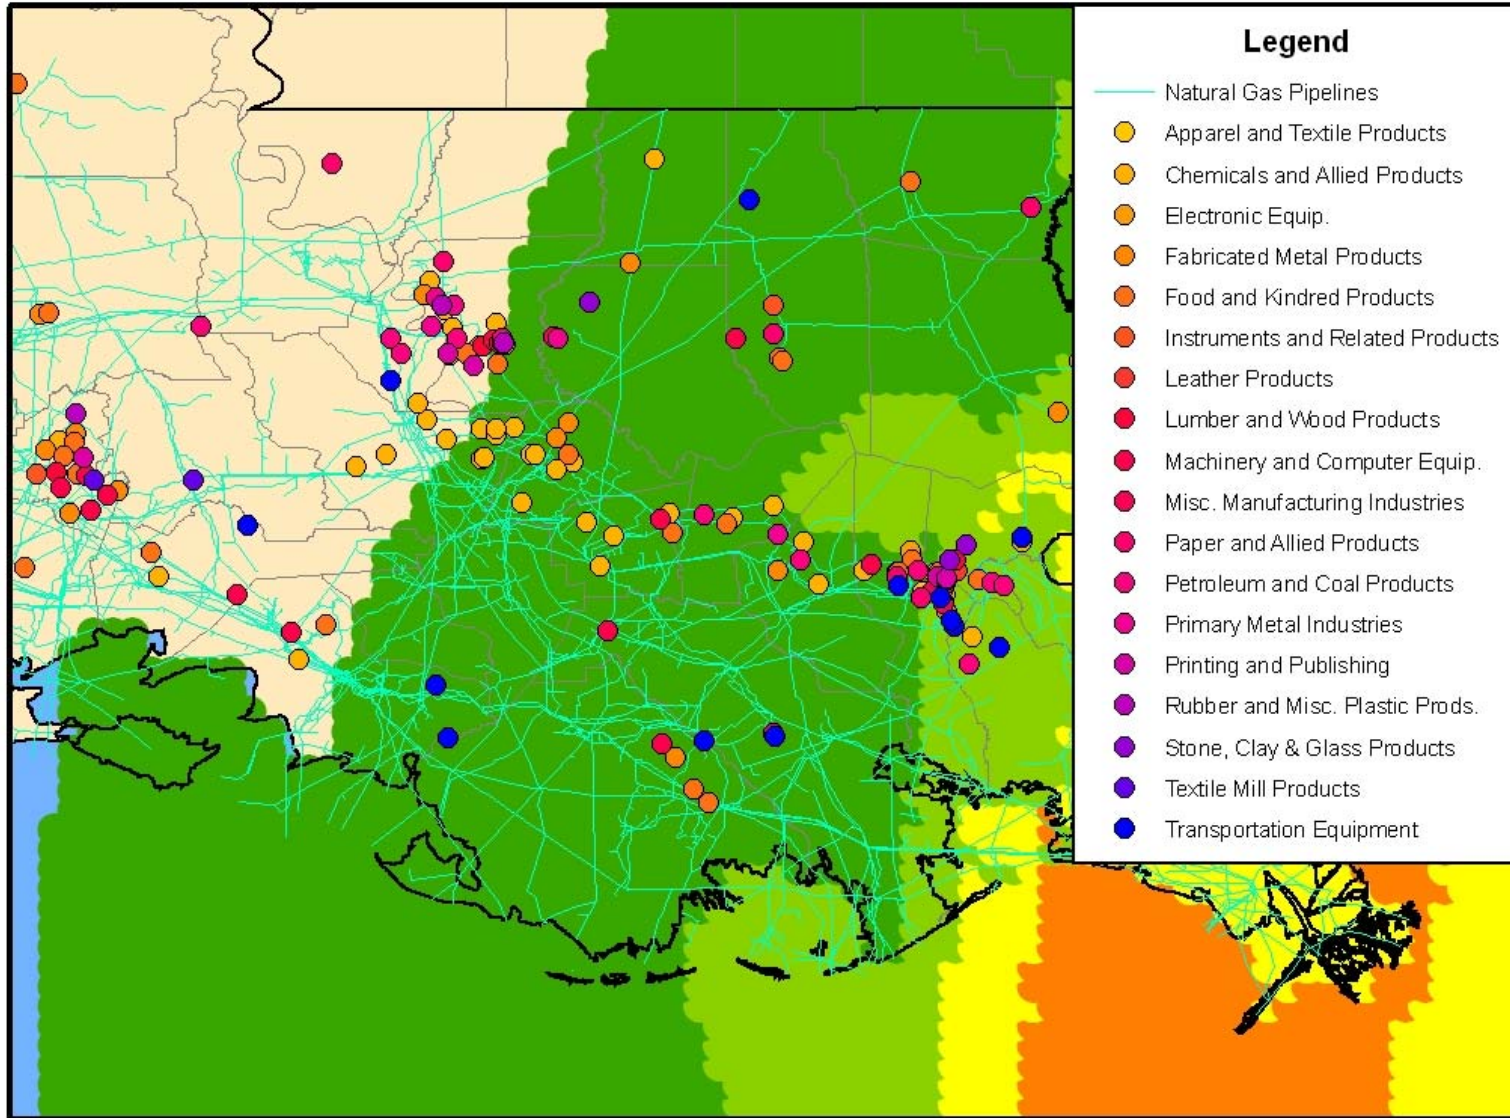 Legend
Natural Gas Pipelines
Apparel and Textile Products
Chemicals and Allied Products
Electronic Equip.
Fabricated Metal Products
Food and Kindred Products
Instruments and Related Products
Leather Products
Lumber and Wood Products
Machinery and Computer Equip.
Misc. Manufacturing Industries
Paper and Allied Products
Petroleum and Coal Products
Primary Metal Industries
Printing and Publishing
Rubber and Misc. Plastic Prods.
Stone, Clay & Glass Products
Textile Mill Products
Transportation Equipment